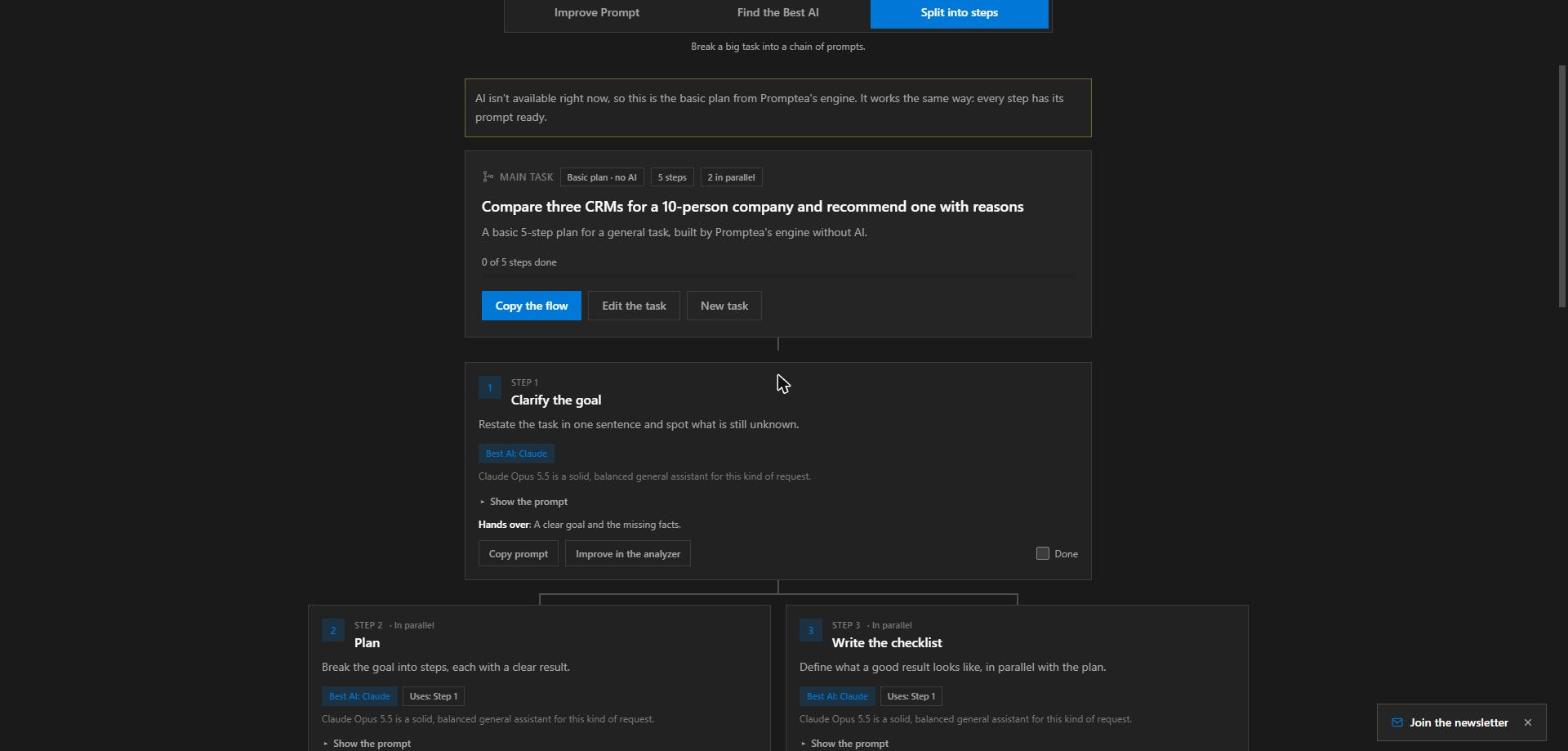 Improve Prompt
Find the Best AI
Split into steps
Break a big task into a chain of prompts.
AI isn't available right now, so this is the basic plan from Promptea's engine. It works the same way: every step has its
prompt ready.
MAIN TASK
Basic plan · no AI
5 steps
2 in parallel
Compare three CRMs for a 10-person company and recommend one with reasons
A basic 5-step plan for a general task, built by Promptea's engine without AI.
0 of 5 steps done
Copy the flow
Edit the task
New task
1
STEP 1
Clarify the goal
Restate the task in one sentence and spot what is still unknown.
Best AI: Claude
Claude Opus 5.5 is a solid, balanced general assistant for this kind of request.
Show the prompt
Hands over: A clear goal and the missing facts.
Copy prompt
Improve in the analyzer
Done
2
STEP 2 · In parallel
Plan
Break the goal into steps, each with a clear result.
Best AI: Claude
Uses: Step 1
Claude Opus 5.5 is a solid, balanced general assistant for this kind of request.
Show the prompt
3
STEP 3 · In parallel
Write the checklist
Define what a good result looks like, in parallel with the plan.
Best AI: Claude
Uses: Step 1
Claude Opus 5.5 is a solid, balanced general assistant for this kind of request.
Show the prompt
Join the newsletter